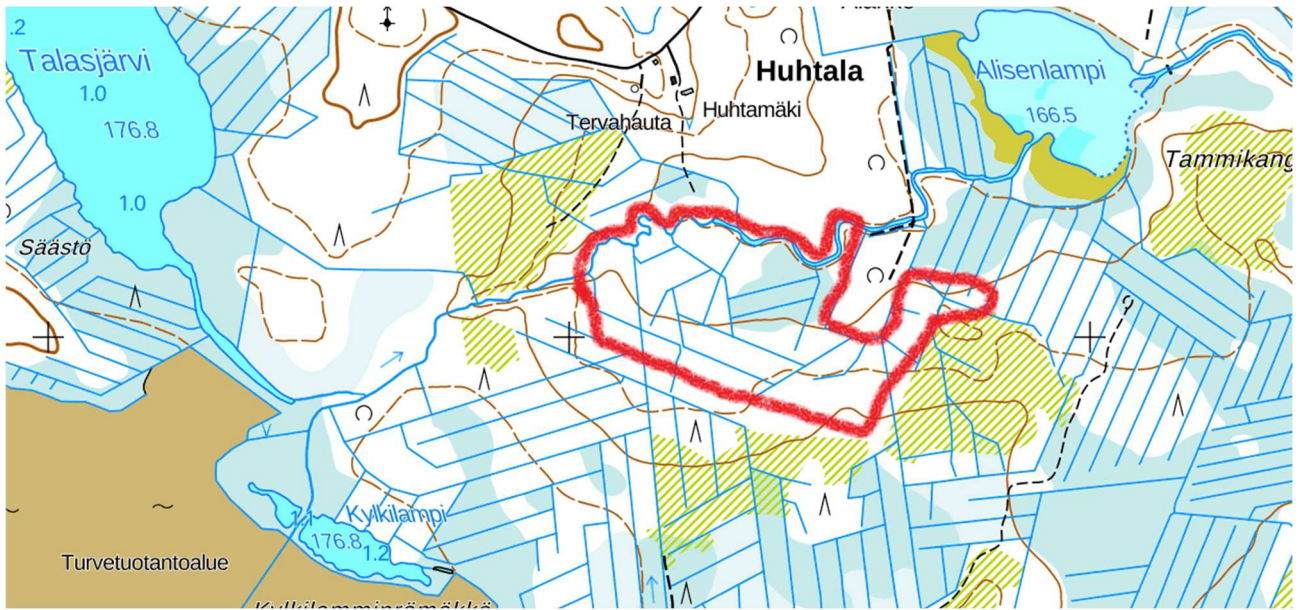 .2
Talasjärvi
1.0
176.8
1.0
Säästö
Huhtala
Huhtamäki
Tervahauta
Alisenlampi
166.5
1.1
Kylkilampi
176.8
1.2
Turvetuotantoalue